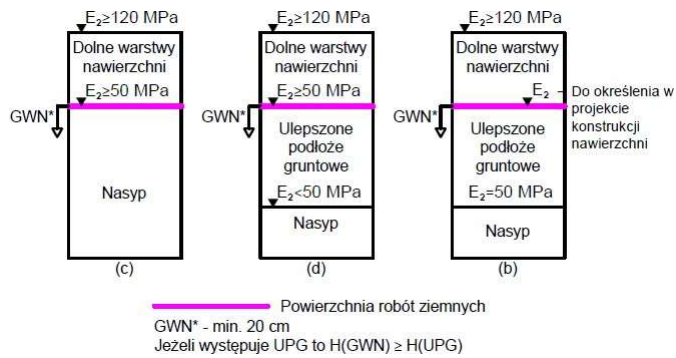 E₂≥120 MPa
Dolne warstwy
nawierzchni
E₂≥50 MPa
GWN*
Nasyp
(c)
E₂≥120 MPa
Dolne warstwy
nawierzchni
E₂≥50 MPa
GWN*
Ulepszone
podłoże
gruntowe
E₂<50 MPa
Nasyp
(d)
E₂≥120 MPa
Dolne warstwy
nawierzchni
E₂
Do określenia w
projekcie
konstrukcji
nawierzchni
GWN*
Ulepszone
podłoże
gruntowe
E₂=50 MPa
Nasyp
(b)
Powierzchnia robót ziemnych
GWN* - min. 20 cm
Jeżeli występuje UPG to H(GWN) ≥ H(UPG)